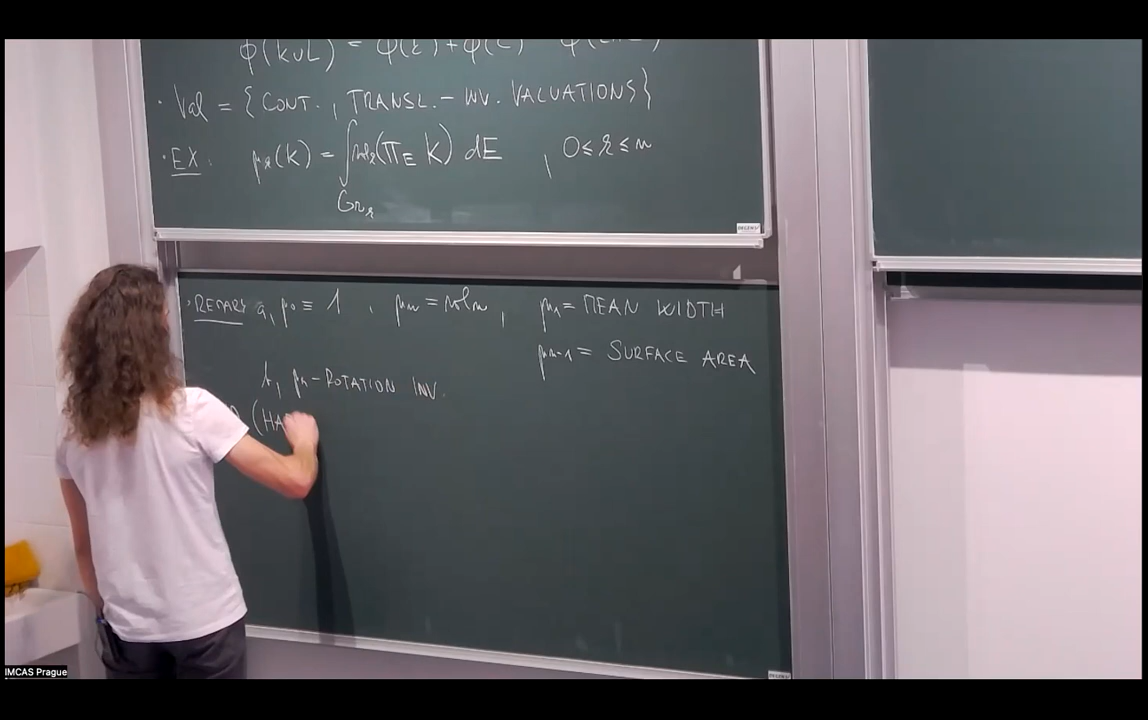 φ(K∪L) = φ(K) + φ(L)
· Val = { CONT., TRANSL.-INV. VALUATIONS }
· EX: μ_k(K) = ∫_{Gr_k} vol_k(π_E K) dE , 0 ≤ k ≤ n
· REMARK a, μ_0 ≡ 1 , μ_n = vol_n , μ_1 = MEAN WIDTH
μ_{n-1} = SURFACE AREA
b, μ_k - ROTATION INV.
(HA
IMCAS Prague